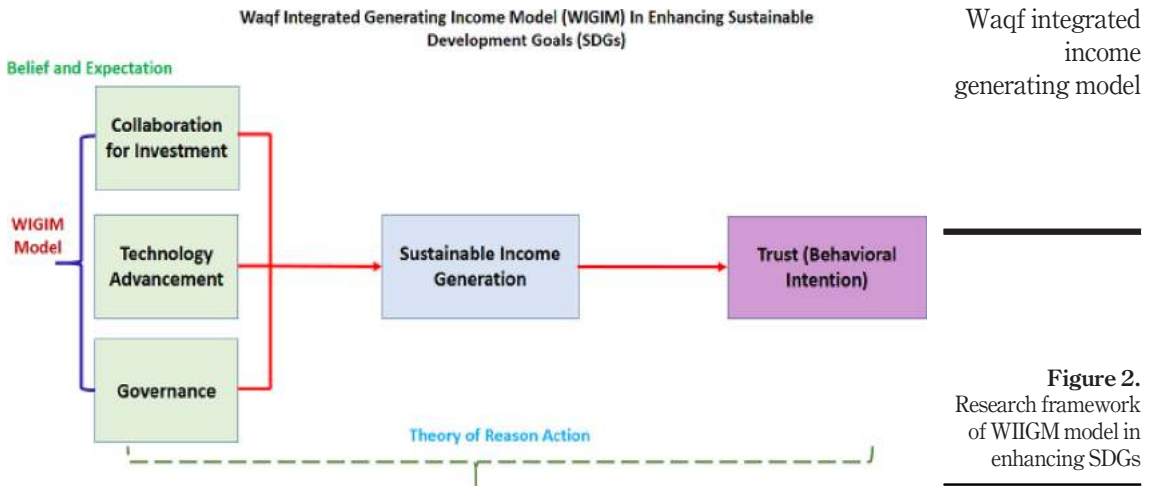 Waqf Integrated Generating Income Model (WIGIM) In Enhancing Sustainable
Development Goals (SDGs)
Waqf integrated
income
generating model
Belief and Expectation
Collaboration
for Investment
WIGIM
Model
Technology
Advancement
Sustainable Income
Generation
Trust (Behavioral
Intention)
Governance
Theory of Reason Action
Figure 2.
Research framework
of WIIGM model in
enhancing SDGs